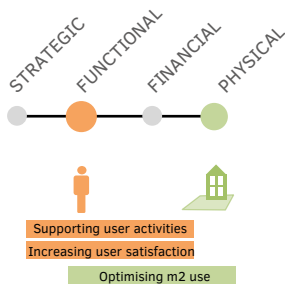 STRATEGIC
FUNCTIONAL
FINANCIAL
PHYSICAL
Supporting user activities
Increasing user satisfaction
Optimising m2 use